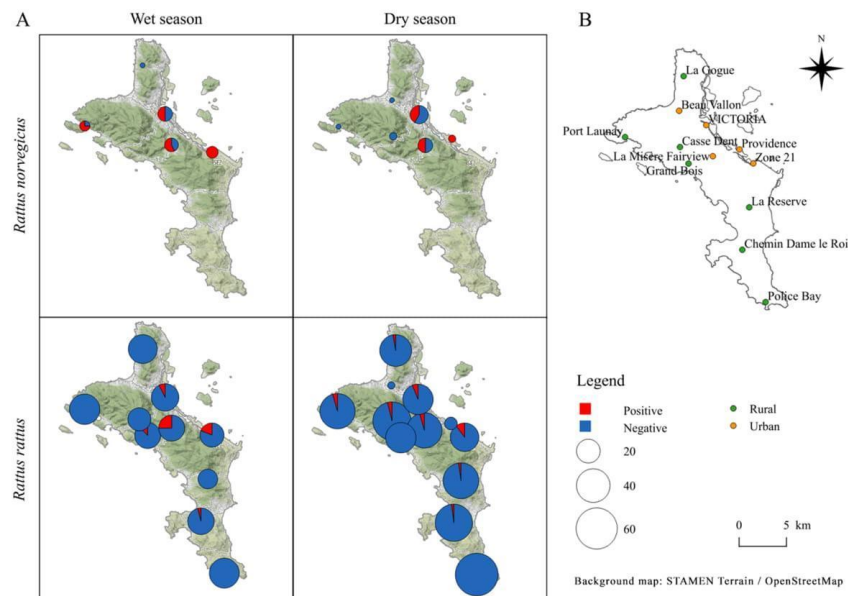 A
Wet season
Dry season
B
Rattus norvegicus
Rattus rattus
N
La Gogue
Beau Vallon
VICTORIA
Port Launay
Casse Dent
Providence
La Misère Fairview
Zone 21
Grand Bois
La Reserve
Chemin Dame le Roi
Police Bay
Legend
Positive
Negative
Rural
Urban
20
40
60
0 5 km
Background map: STAMEN Terrain / OpenStreetMap